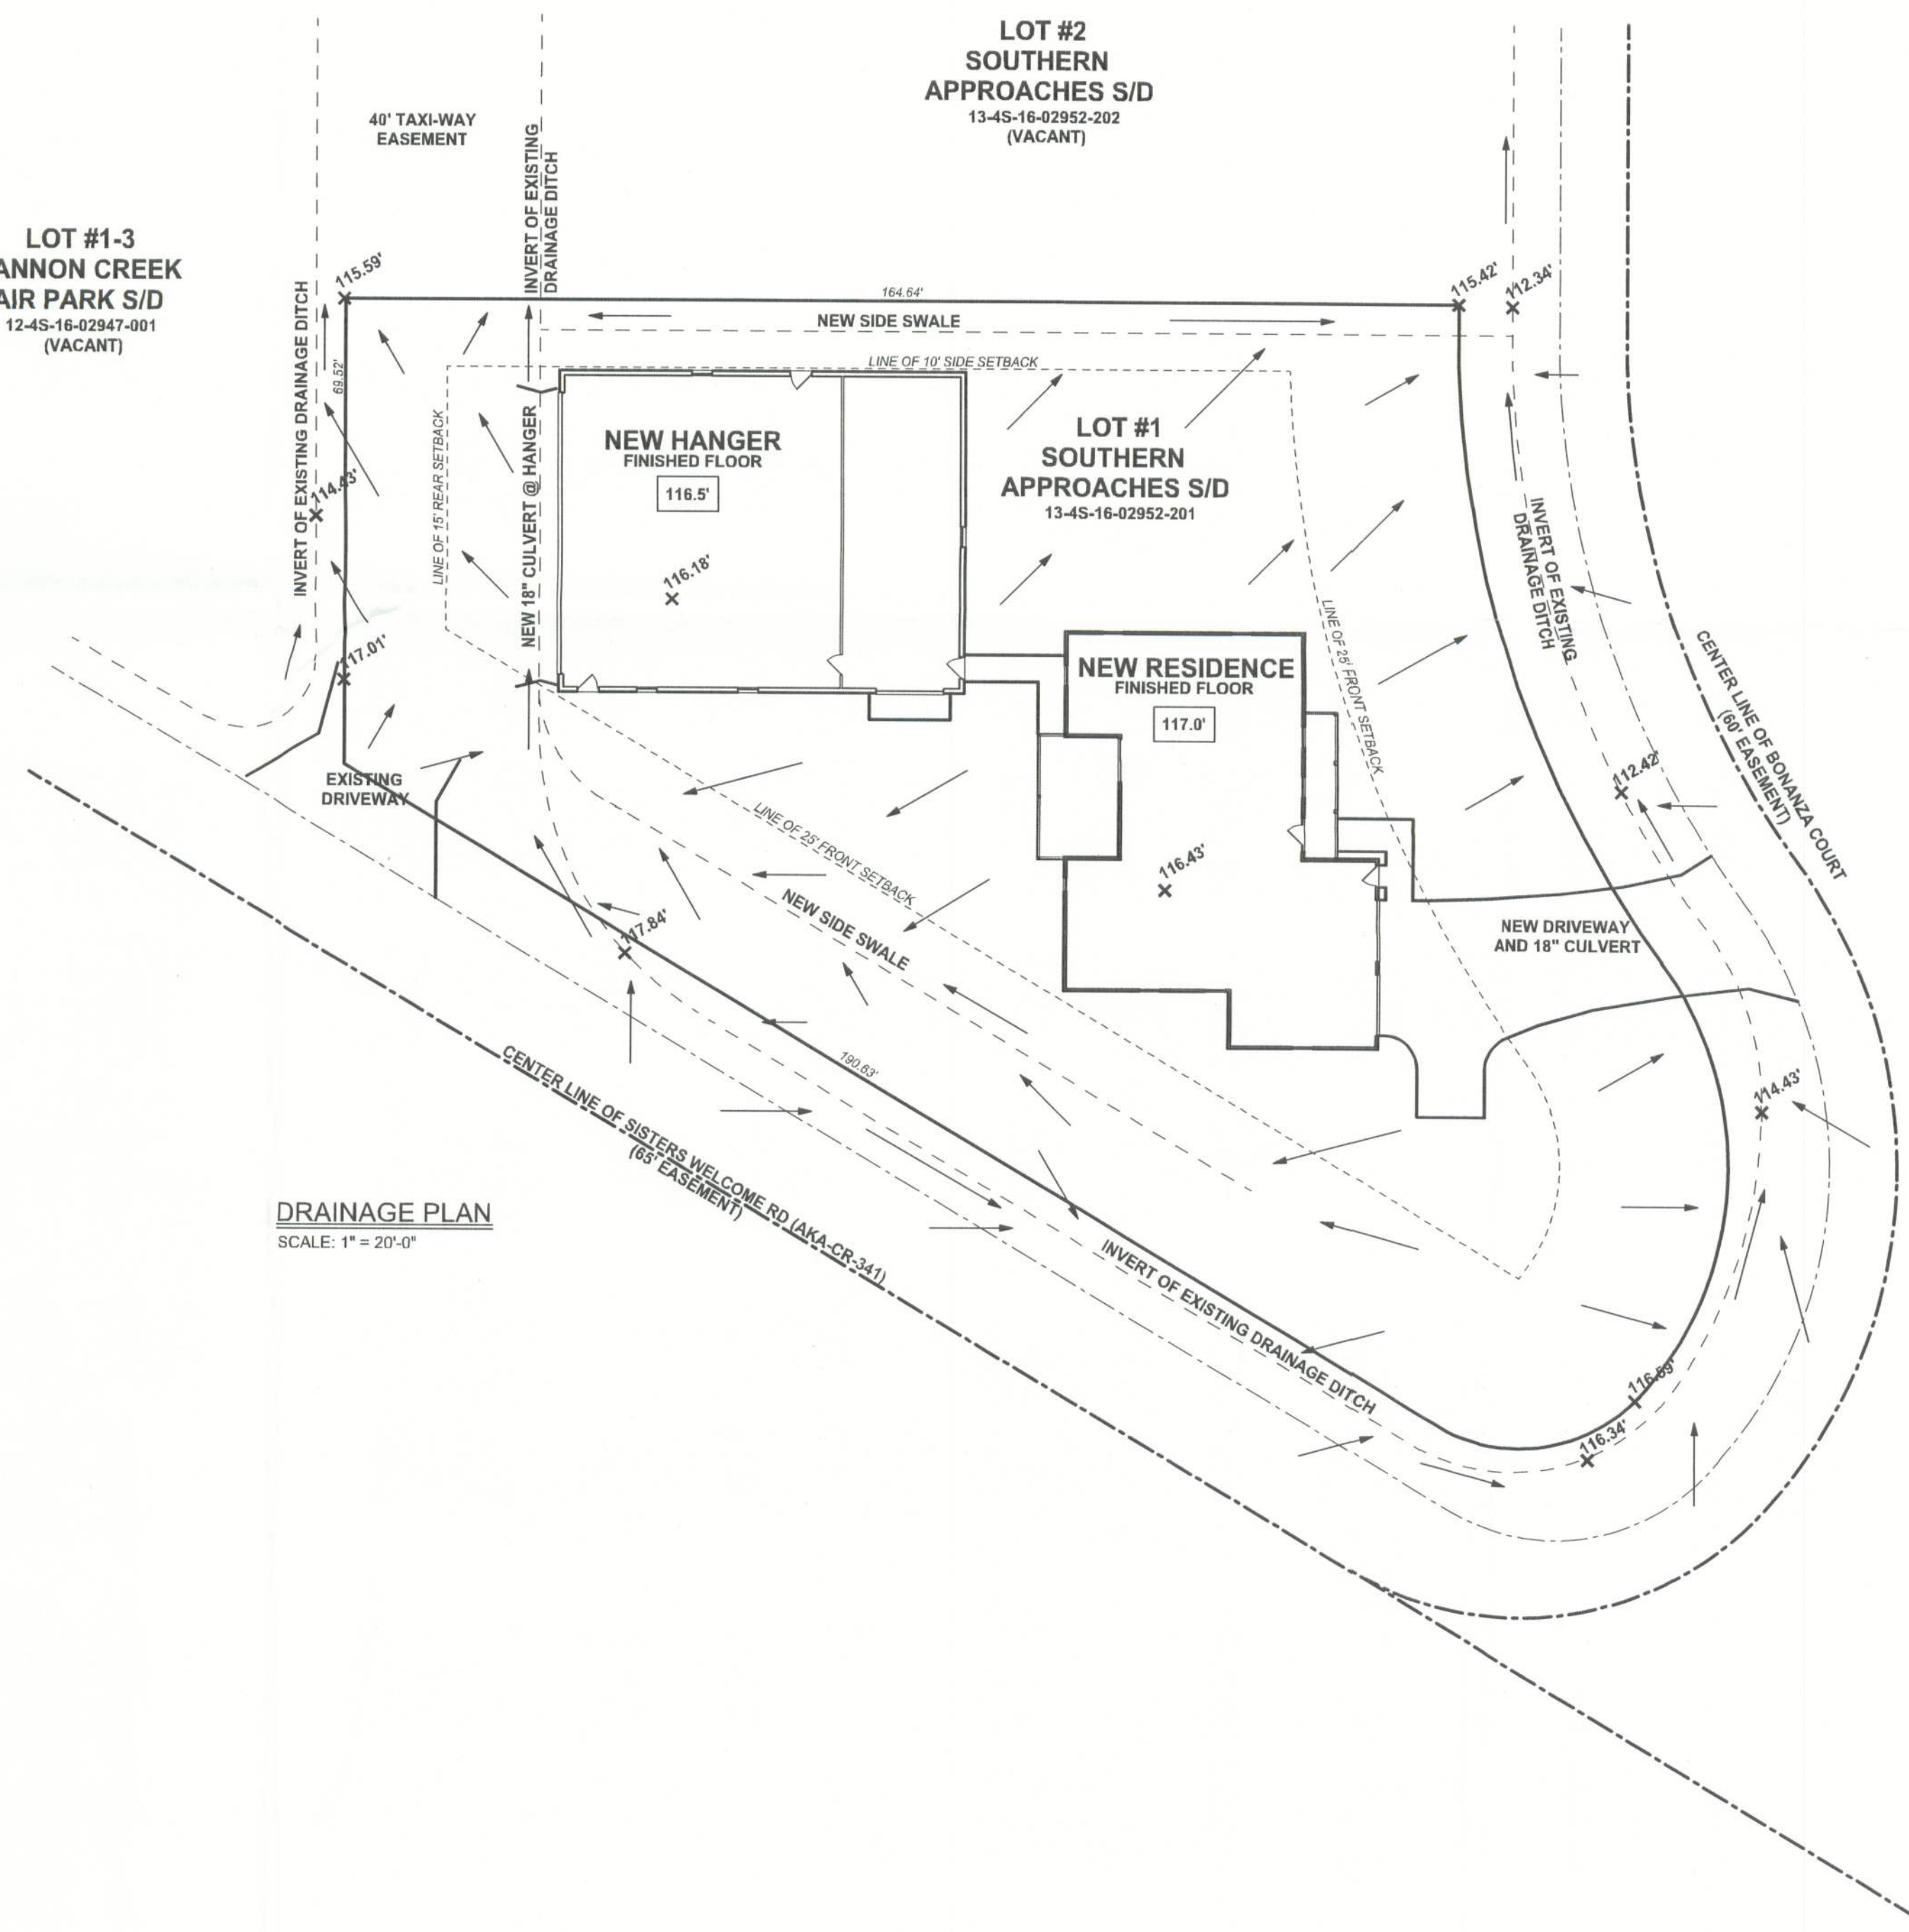 LOT #2
SOUTHERN
APPROACHES S/D
13-4S-16-02952-202
(VACANT)
40' TAXI-WAY
EASEMENT
INVERT OF EXISTING
DRAINAGE DITCH
LOT #1-3
ANNON CREEK
AIR PARK S/D
12-4S-16-02947-001
(VACANT)
115.59'
164.64'
115.42'
112.34'
NEW SIDE SWALE
LINE OF 10' SIDE SETBACK
69.52'
INVERT OF EXISTING DRAINAGE DITCH
114.43'
LINE OF 15' REAR SETBACK
NEW 18" CULVERT @ HANGER
NEW HANGER
FINISHED FLOOR
116.5'
116.18'
LOT #1
SOUTHERN
APPROACHES S/D
13-4S-16-02952-201
INVERT OF EXISTING
DRAINAGE DITCH
LINE OF 25' FRONT SETBACK
117.01'
NEW RESIDENCE
FINISHED FLOOR
117.0'
116.43'
CENTER LINE OF BONANZA COURT
(60' EASEMENT)
112.42'
EXISTING
DRIVEWAY
LINE OF 25' FRONT SETBACK
NEW SIDE SWALE
117.84'
NEW DRIVEWAY
AND 18" CULVERT
190.63'
114.43'
CENTER LINE OF SISTERS WELCOME RD (AKA-CR-341)
(65' EASEMENT)
DRAINAGE PLAN
SCALE: 1" = 20'-0"
INVERT OF EXISTING DRAINAGE DITCH
116.59'
116.34'